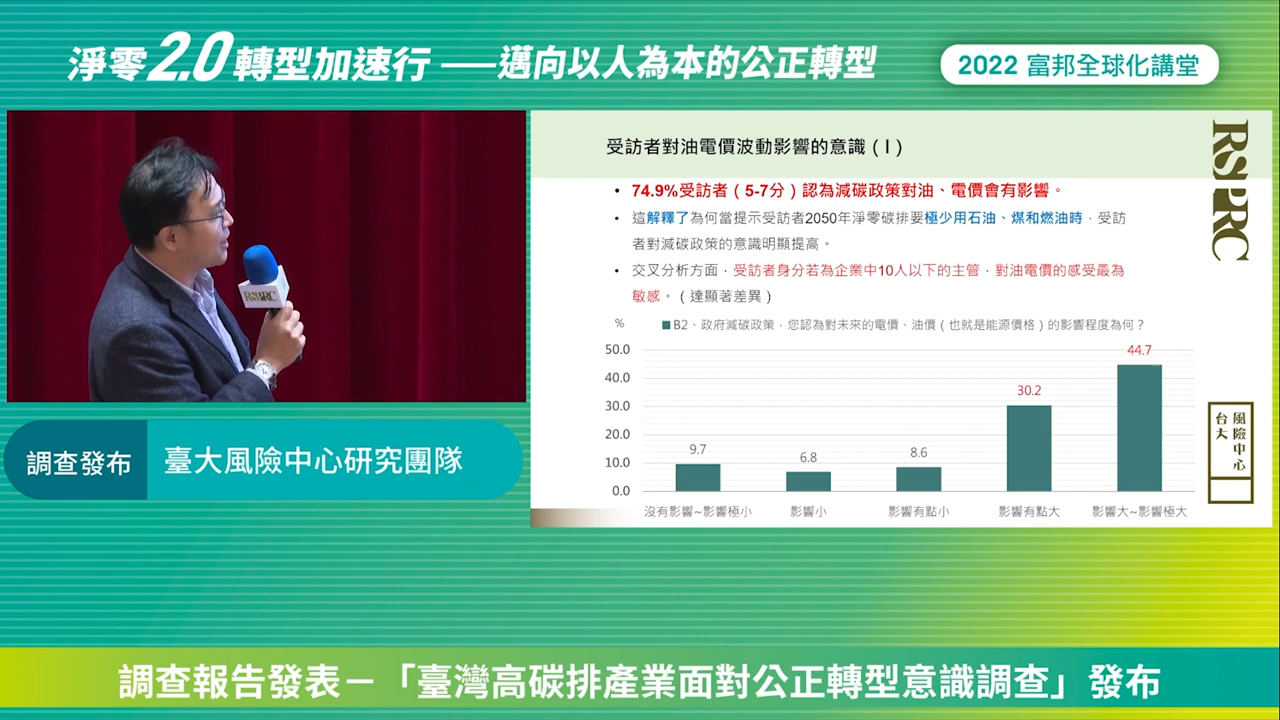 淨零2.0轉型加速行——邁向以人為本的公正轉型
2022 富邦全球化講堂
RSPRC
調查發布
臺大風險中心研究團隊
受訪者對油電價波動影響的意識 ( I )
RSPRC
• 74.9%受訪者（5-7分）認為減碳政策對油、電價會有影響。
• 這解釋了為何當提示受訪者2050年淨零碳排要極少用石油、煤和燃油時，受訪
者對減碳政策的意識明顯提高。
• 交叉分析方面，受訪者身分若為企業中10人以下的主管，對油電價的感受最為
敏感。（達顯著差異）
%
B2、政府減碳政策，您認為對未來的電價、油價（也就是能源價格）的影響程度為何？
50.0
40.0
30.0
20.0
10.0
0.0
9.7
6.8
8.6
30.2
44.7
沒有影響~影響極小
影響小
影響有點小
影響有點大
影響大~影響極大
風險中心
台大
調查報告發表－「臺灣高碳排產業面對公正轉型意識調查」發布